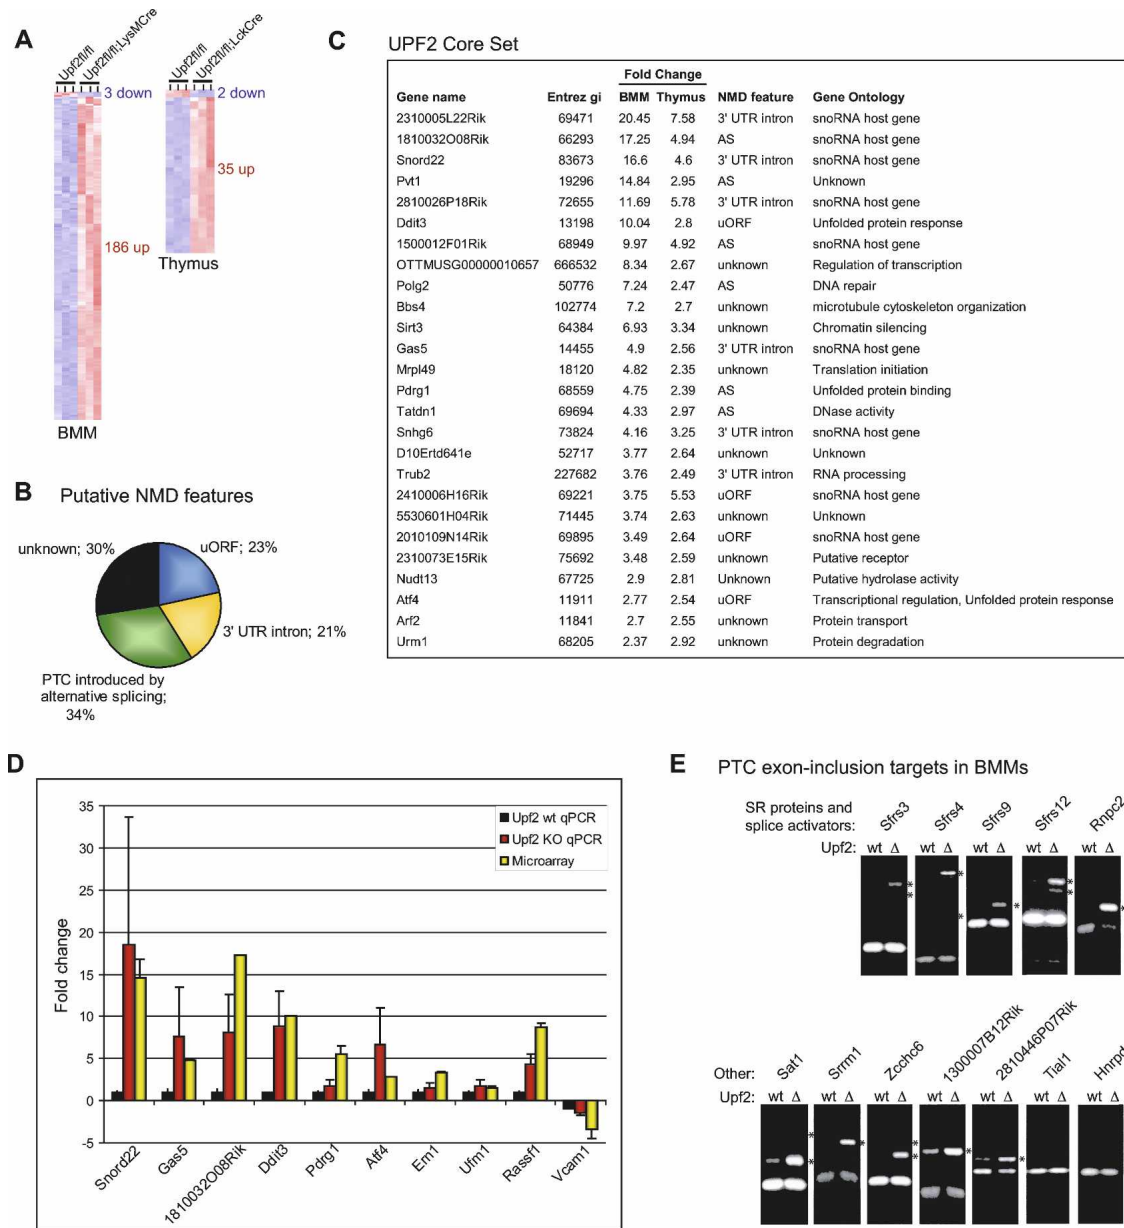 A
Upf2fl/fl
Upf2fl/fl;LysMCre
3 down
186 up
BMM
Upf2fl/fl
Upf2fl/fl;LckCre
2 down
35 up
Thymus
B Putative NMD features
unknown; 30%
uORF; 23%
3' UTR intron; 21%
PTC introduced by
alternative splicing;
34%
C UPF2 Core Set
Fold Change
Gene name Entrez gi BMM Thymus NMD feature Gene Ontology
2310005L22Rik 69471 20.45 7.58 3' UTR intron snoRNA host gene
1810032O08Rik 66293 17.25 4.94 AS snoRNA host gene
Snord22 83673 16.6 4.6 3' UTR intron snoRNA host gene
Pvt1 19296 14.84 2.95 AS Unknown
2810026P18Rik 72655 11.69 5.78 3' UTR intron snoRNA host gene
Ddit3 13198 10.04 2.8 uORF Unfolded protein response
1500012F01Rik 68949 9.97 4.92 AS snoRNA host gene
OTTMUSG00000010657 666532 8.34 2.67 unknown Regulation of transcription
Polg2 50776 7.24 2.47 AS DNA repair
Bbs4 102774 7.2 2.7 unknown microtubule cytoskeleton organization
Sirt3 64384 6.93 3.34 unknown Chromatin silencing
Gas5 14455 4.9 2.56 3' UTR intron snoRNA host gene
Mrpl49 18120 4.82 2.35 unknown Translation initiation
Pdrg1 68559 4.75 2.39 AS Unfolded protein binding
Tatdn1 69694 4.33 2.97 AS DNase activity
Snhg6 73824 4.16 3.25 3' UTR intron snoRNA host gene
D10Ertd641e 52717 3.77 2.64 unknown Unknown
Trub2 227682 3.76 2.49 3' UTR intron RNA processing
2410006H16Rik 69221 3.75 5.53 uORF snoRNA host gene
5530601H04Rik 71445 3.74 2.63 unknown Unknown
2010109N14Rik 69895 3.49 2.64 uORF snoRNA host gene
2310073E15Rik 75692 3.48 2.59 unknown Putative receptor
Nudt13 67725 2.9 2.81 Unknown Putative hydrolase activity
Atf4 11911 2.77 2.54 uORF Transcriptional regulation, Unfolded protein response
Arf2 11841 2.7 2.55 unknown Protein transport
Urm1 68205 2.37 2.92 unknown Protein degradation
D
Fold change
35
30
25
20
15
10
5
0
-5
Upf2 wt qPCR
Upf2 KO qPCR
Microarray
Snord22 Gas5 1810032O08Rik Ddit3 Pdrg1 Atf4 Ern1 Ufm1 Rassf1 Vcam1
E PTC exon-inclusion targets in BMMs
SR proteins and
splice activators: Sfrs3 Sfrs4 Sfrs9 Sfrs12 Rnpc2
Upf2: wt Δ wt Δ wt Δ wt Δ wt Δ
* * * * * * * *
Other: Sat1 Srrm1 Zcchc6 1300007B12Rik 2810446P07Rik Tial1 Hnrpd
Upf2: wt Δ wt Δ wt Δ wt Δ wt Δ wt Δ wt Δ
* * * * * * *